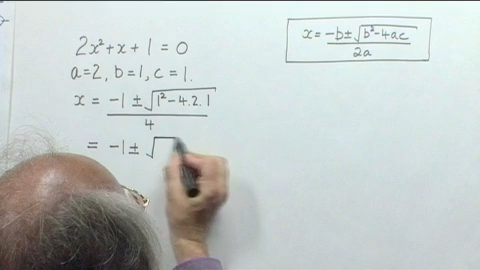 2x²+x+1=0
a=2, b=1, c=1.
x = -1 ± √(1²-4.2.1) / 4
= -1 ± √
x = -b ± √(b²-4ac) / 2a